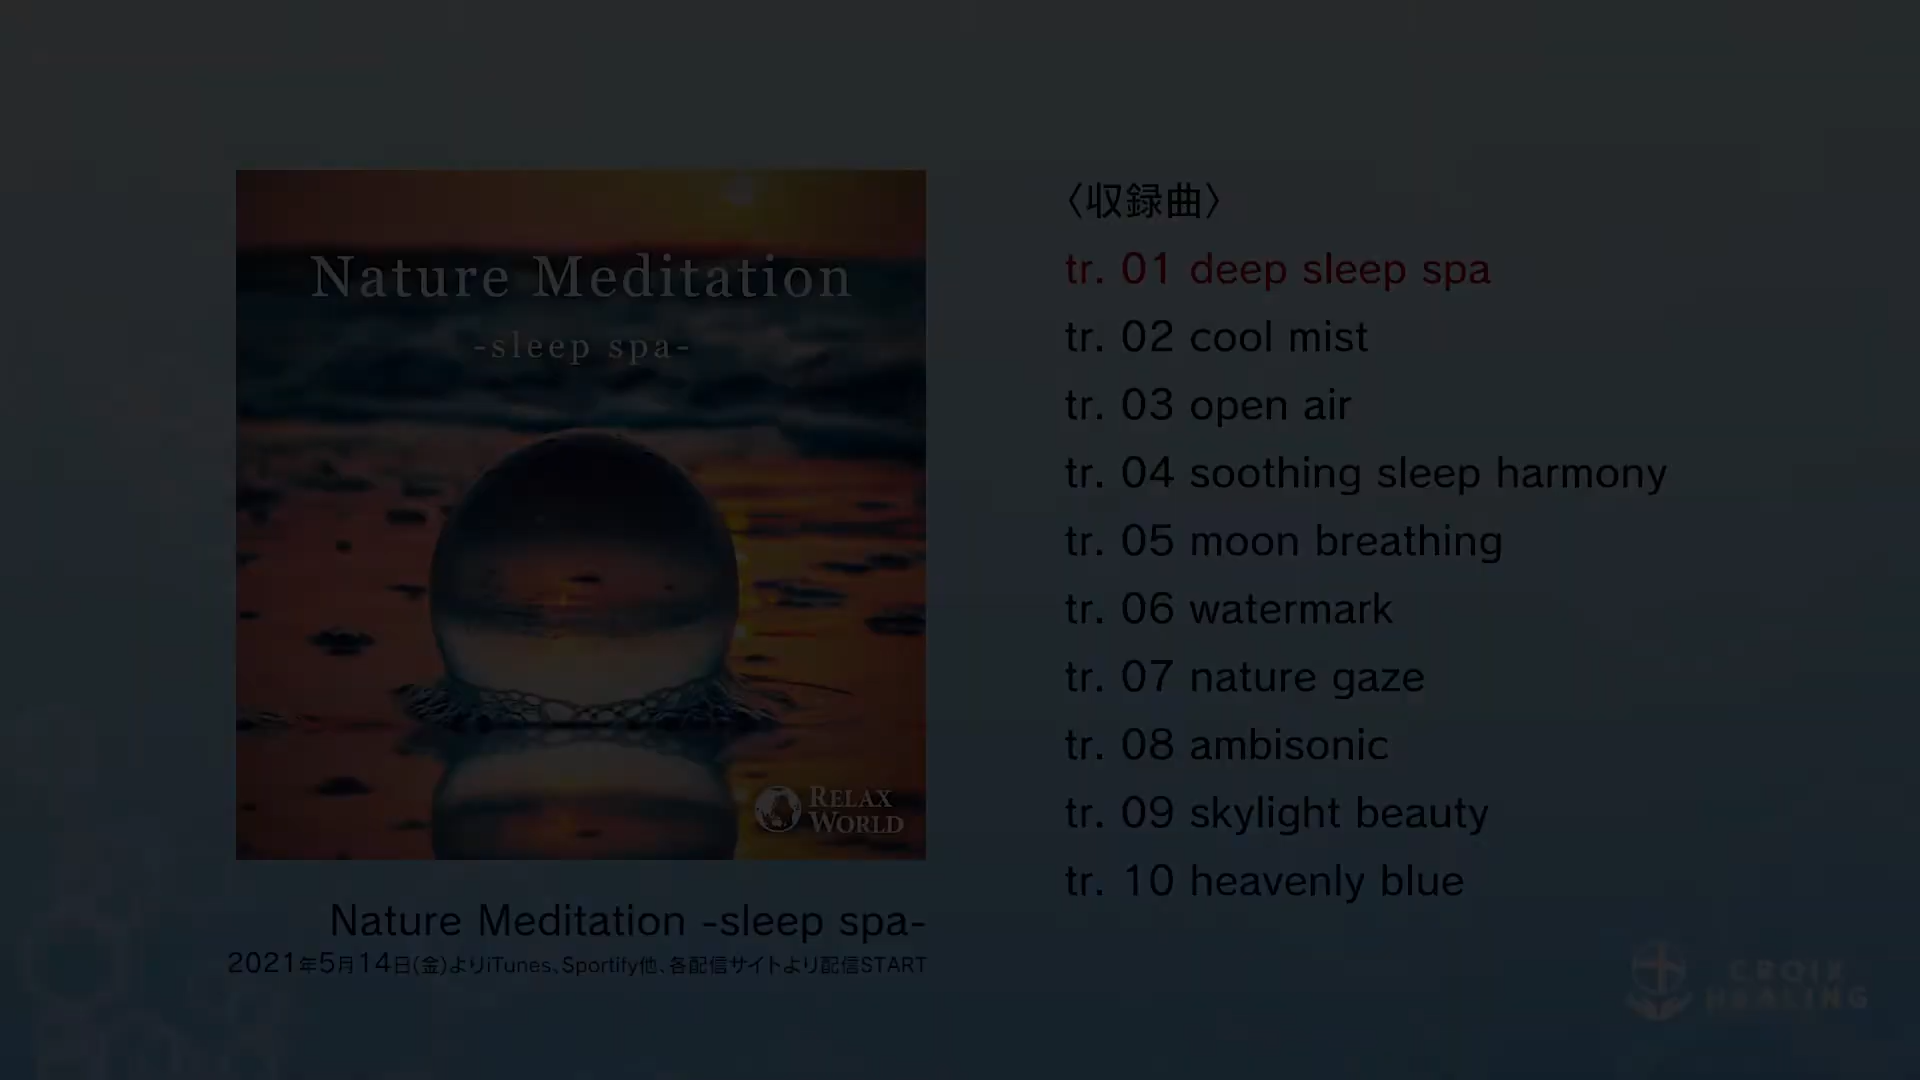 Nature Meditation
-sleep spa-
RELAX
WORLD
Nature Meditation -sleep spa-
2021年5月14日(金)よりiTunes、Sportify他、各配信サイトより配信START
〈収録曲〉
tr. 01 deep sleep spa
tr. 02 cool mist
tr. 03 open air
tr. 04 soothing sleep harmony
tr. 05 moon breathing
tr. 06 watermark
tr. 07 nature gaze
tr. 08 ambisonic
tr. 09 skylight beauty
tr. 10 heavenly blue
CROIX
HEALING